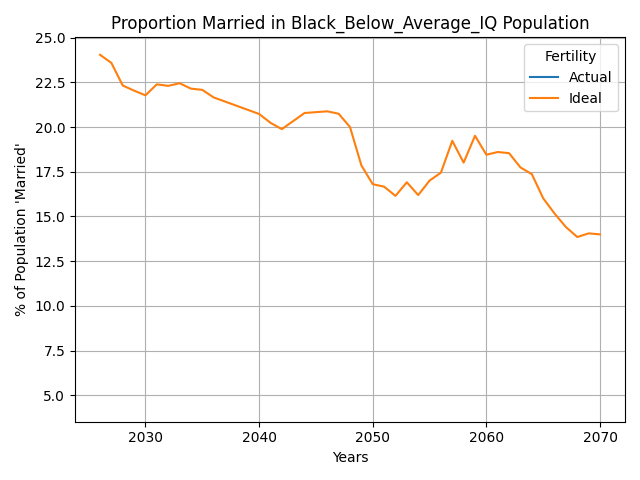 Proportion Married in Black_Below_Average_IQ Population
25.0
22.5
20.0
17.5
15.0
12.5
10.0
7.5
5.0
% of Population 'Married'
Fertility
Actual
Ideal
2030 2040 2050 2060 2070
Years